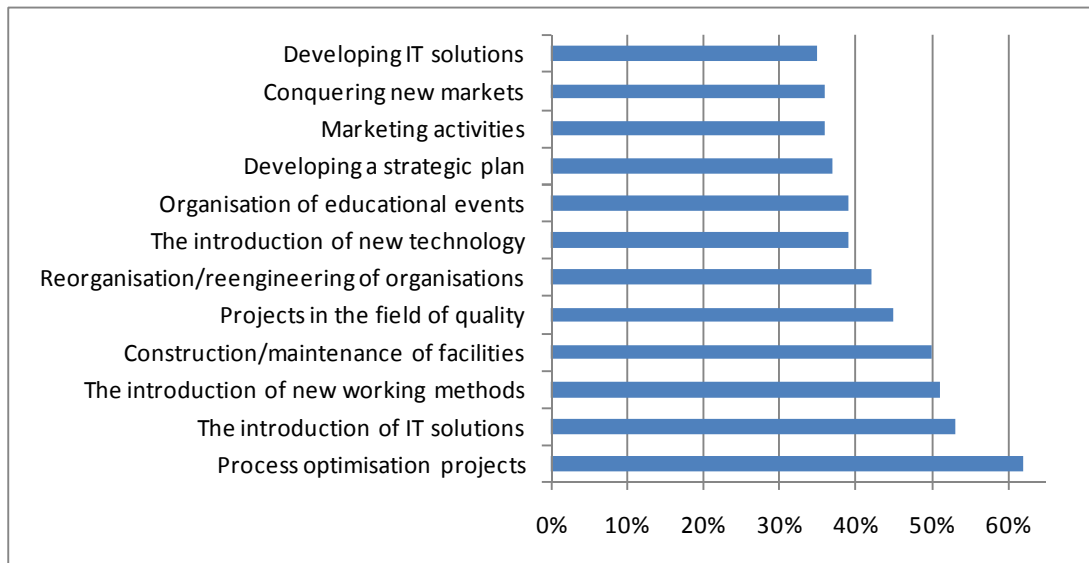 Developing IT solutions
Conquering new markets
Marketing activities
Developing a strategic plan
Organisation of educational events
The introduction of new technology
Reorganisation/reengineering of organisations
Projects in the field of quality
Construction/maintenance of facilities
The introduction of new working methods
The introduction of IT solutions
Process optimisation projects
0% 10% 20% 30% 40% 50% 60%